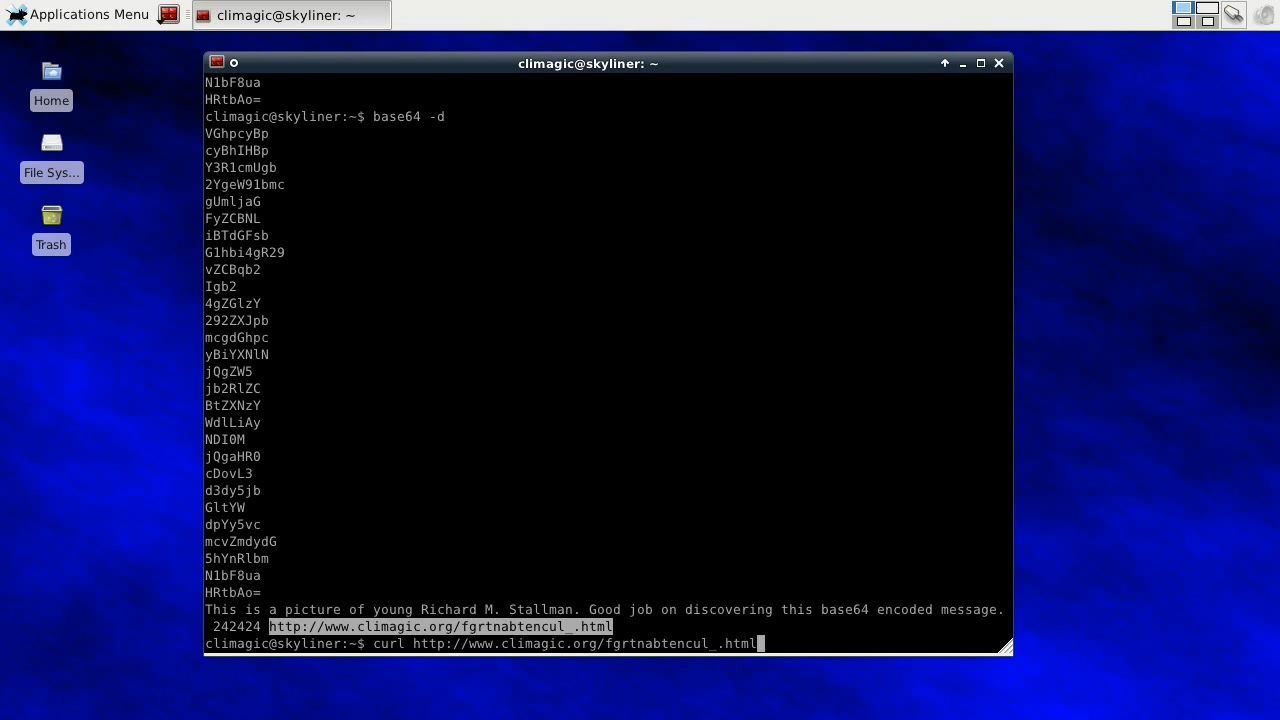 Applications Menu
climagic@skyliner: ~
Home
File Sys...
Trash
climagic@skyliner: ~
N1bF8ua
HRtbAo=
climagic@skyliner:~$ base64 -d
VGhpcyBp
cyBhIHBp
Y3R1cmUgb
2YgeW91bmc
gUmljaG
FyZCBNL
iBTdGFsb
G1hbi4gR29
vZCBqb2
Igb2
4gZGlzY
292ZXJpb
mcgdGhpc
yBiYXNlN
jQgZW5
jb2RlZC
BtZXNzY
WdlLiAy
NDI0M
jQgaHR0
cDovL3
d3dy5jb
GltYW
dpYy5vc
mcvZmdydG
5hYnRlbm
N1bF8ua
HRtbAo=
This is a picture of young Richard M. Stallman. Good job on discovering this base64 encoded message.
242424 http://www.climagic.org/fgrtnabtencul_.html
climagic@skyliner:~$ curl http://www.climagic.org/fgrtnabtencul_.html